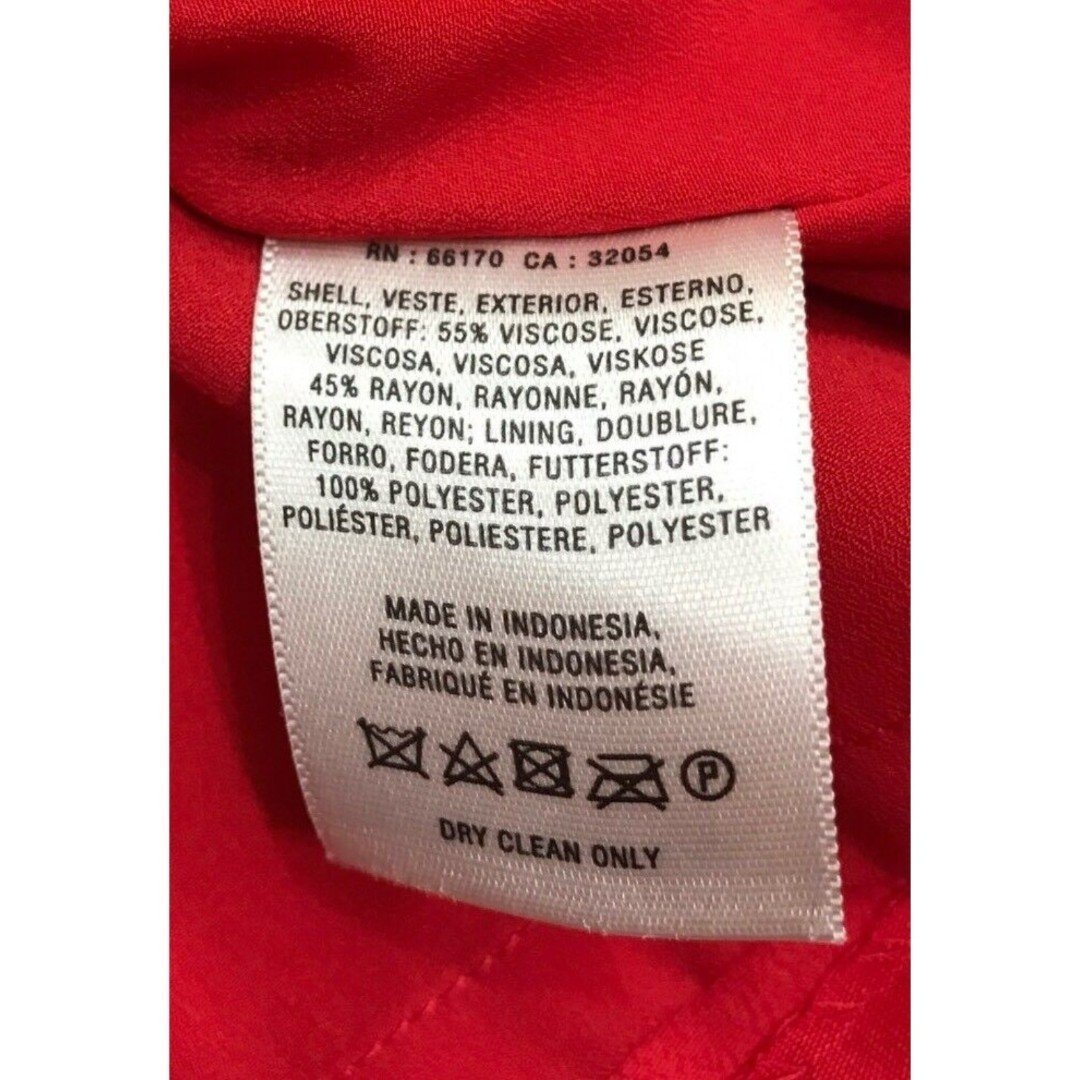 RN : 66170 CA : 32054
SHELL, VESTE, EXTERIOR, ESTERNO,
OBERSTOFF: 55% VISCOSE, VISCOSE,
VISCOSA, VISCOSA, VISKOSE
45% RAYON, RAYONNE, RAYÓN,
RAYON, REYON; LINING, DOUBLURE,
FORRO, FODERA, FUTTERSTOFF:
100% POLYESTER, POLYESTER,
POLIÉSTER, POLIESTERE, POLYESTER
MADE IN INDONESIA,
HECHO EN INDONESIA,
FABRIQUÉ EN INDONÉSIE
P
DRY CLEAN ONLY